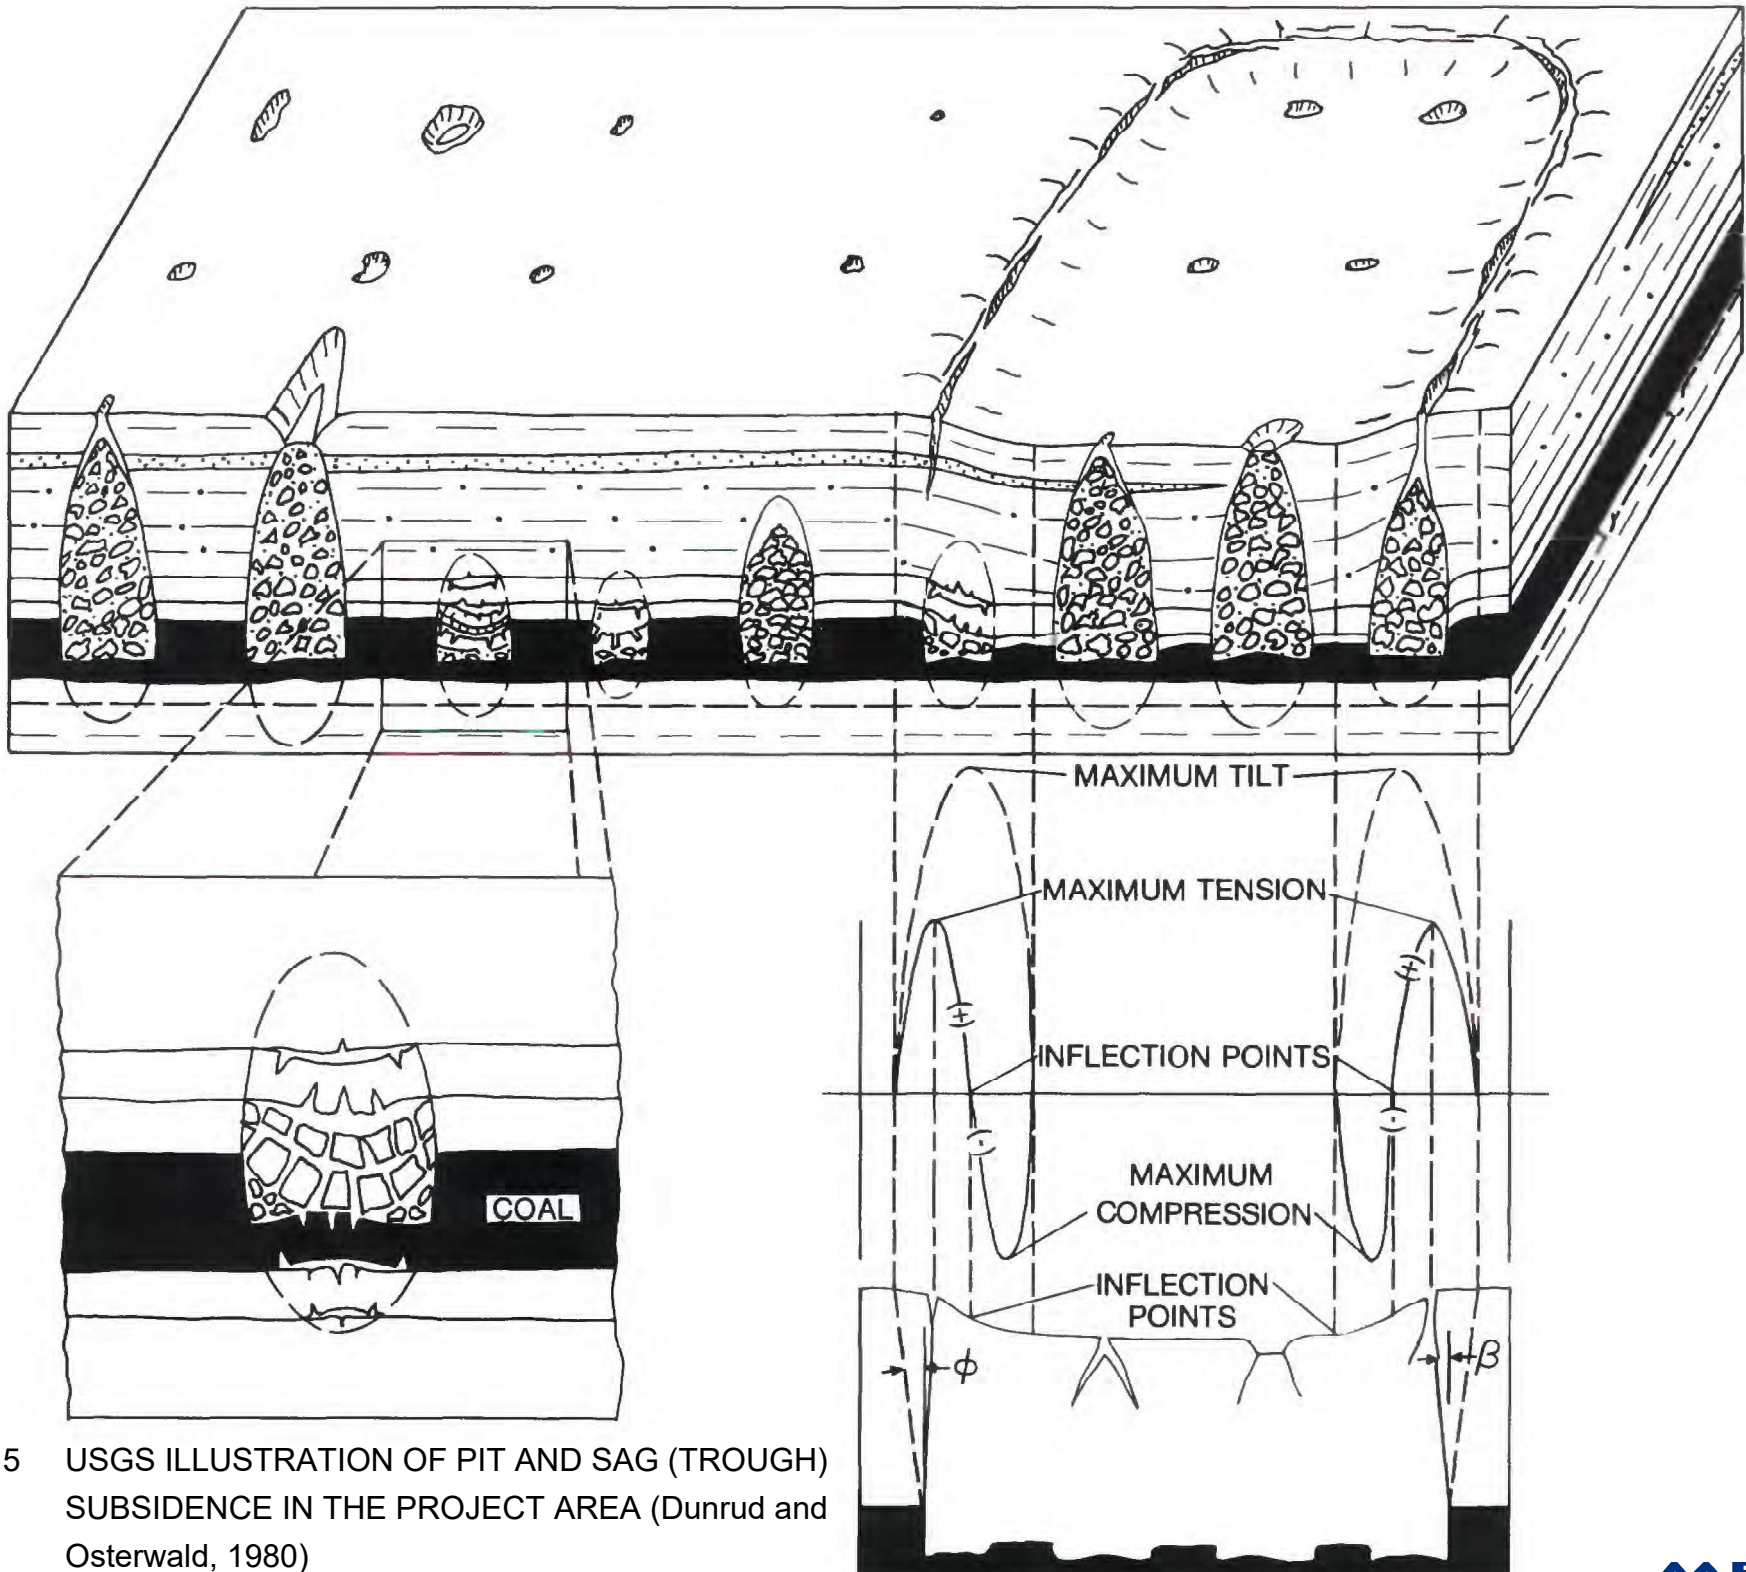 MAXIMUM TILT
MAXIMUM TENSION
(+)
(+)
INFLECTION POINTS
(-)
(-)
MAXIMUM
COMPRESSION
COAL
INFLECTION
POINTS
ϕ
β
5 USGS ILLUSTRATION OF PIT AND SAG (TROUGH)
SUBSIDENCE IN THE PROJECT AREA (Dunrud and
Osterwald, 1980)